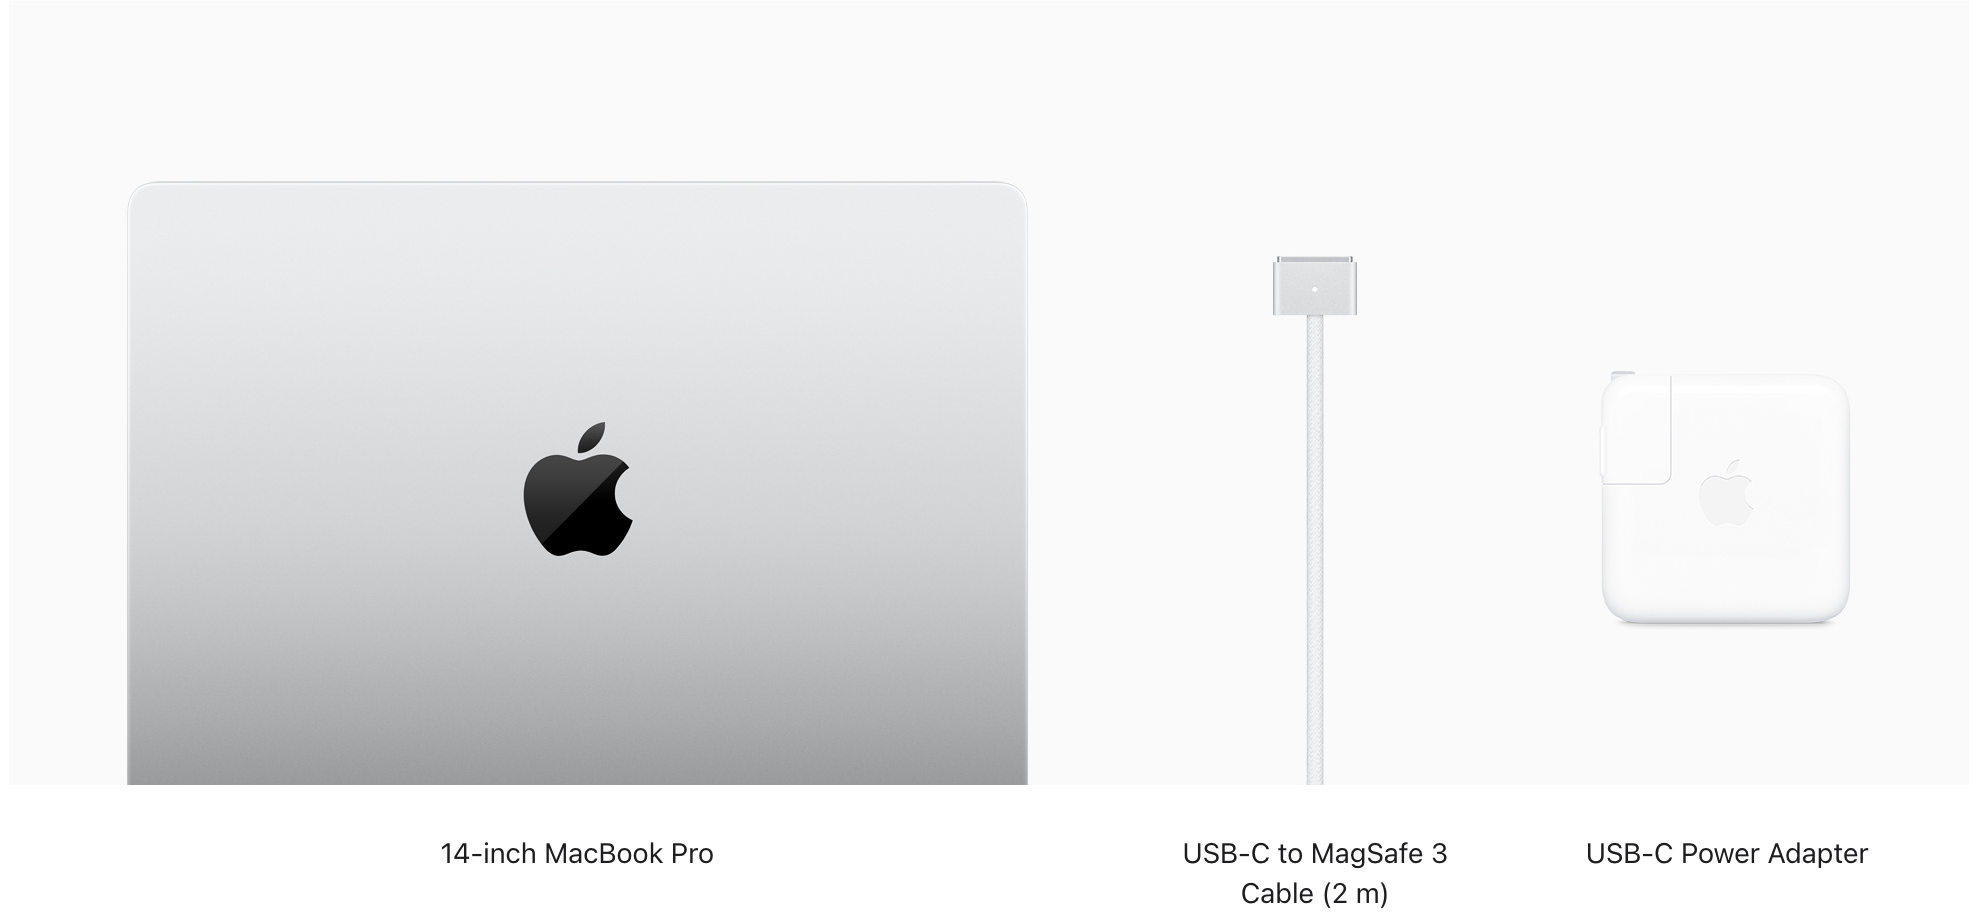 14-inch MacBook Pro
USB-C to MagSafe 3
Cable (2 m)
USB-C Power Adapter